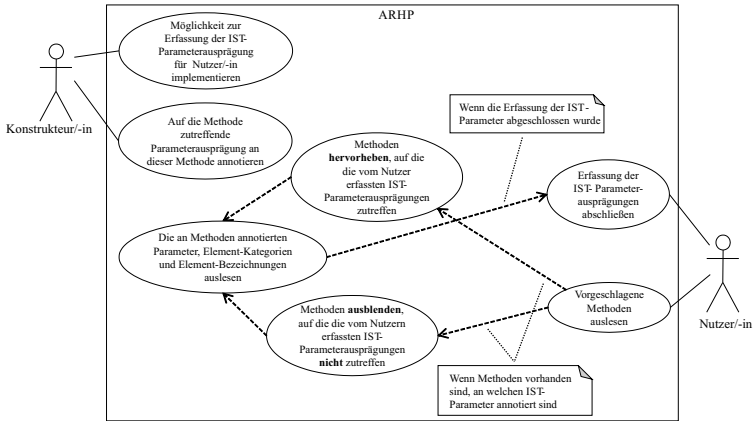 ARHP
Möglichkeit zur
Erfassung der IST-
Parameterausprägung
für Nutzer/-in
implementieren
Konstrukteur/-in
Auf die Methode
zutreffende
Parameterausprägung an
dieser Methode annotieren
Wenn die Erfassung der IST-
Parameter abgeschlossen wurde
Methoden
hervorheben, auf die
die vom Nutzer
erfassten IST-
Parameterausprägungen
zutreffen
Erfassung der
IST- Parameter-
ausprägungen
abschließen
Die an Methoden annotierten
Parameter, Element-Kategorien
und Element-Bezeichnungen
auslesen
Vorgeschlagene
Methoden
auslesen
Nutzer/-in
Methoden ausblenden,
auf die die vom Nutzern
erfassten IST-
Parameterausprägungen
nicht zutreffen
Wenn Methoden vorhanden
sind, an welchen IST-
Parameter annotiert sind